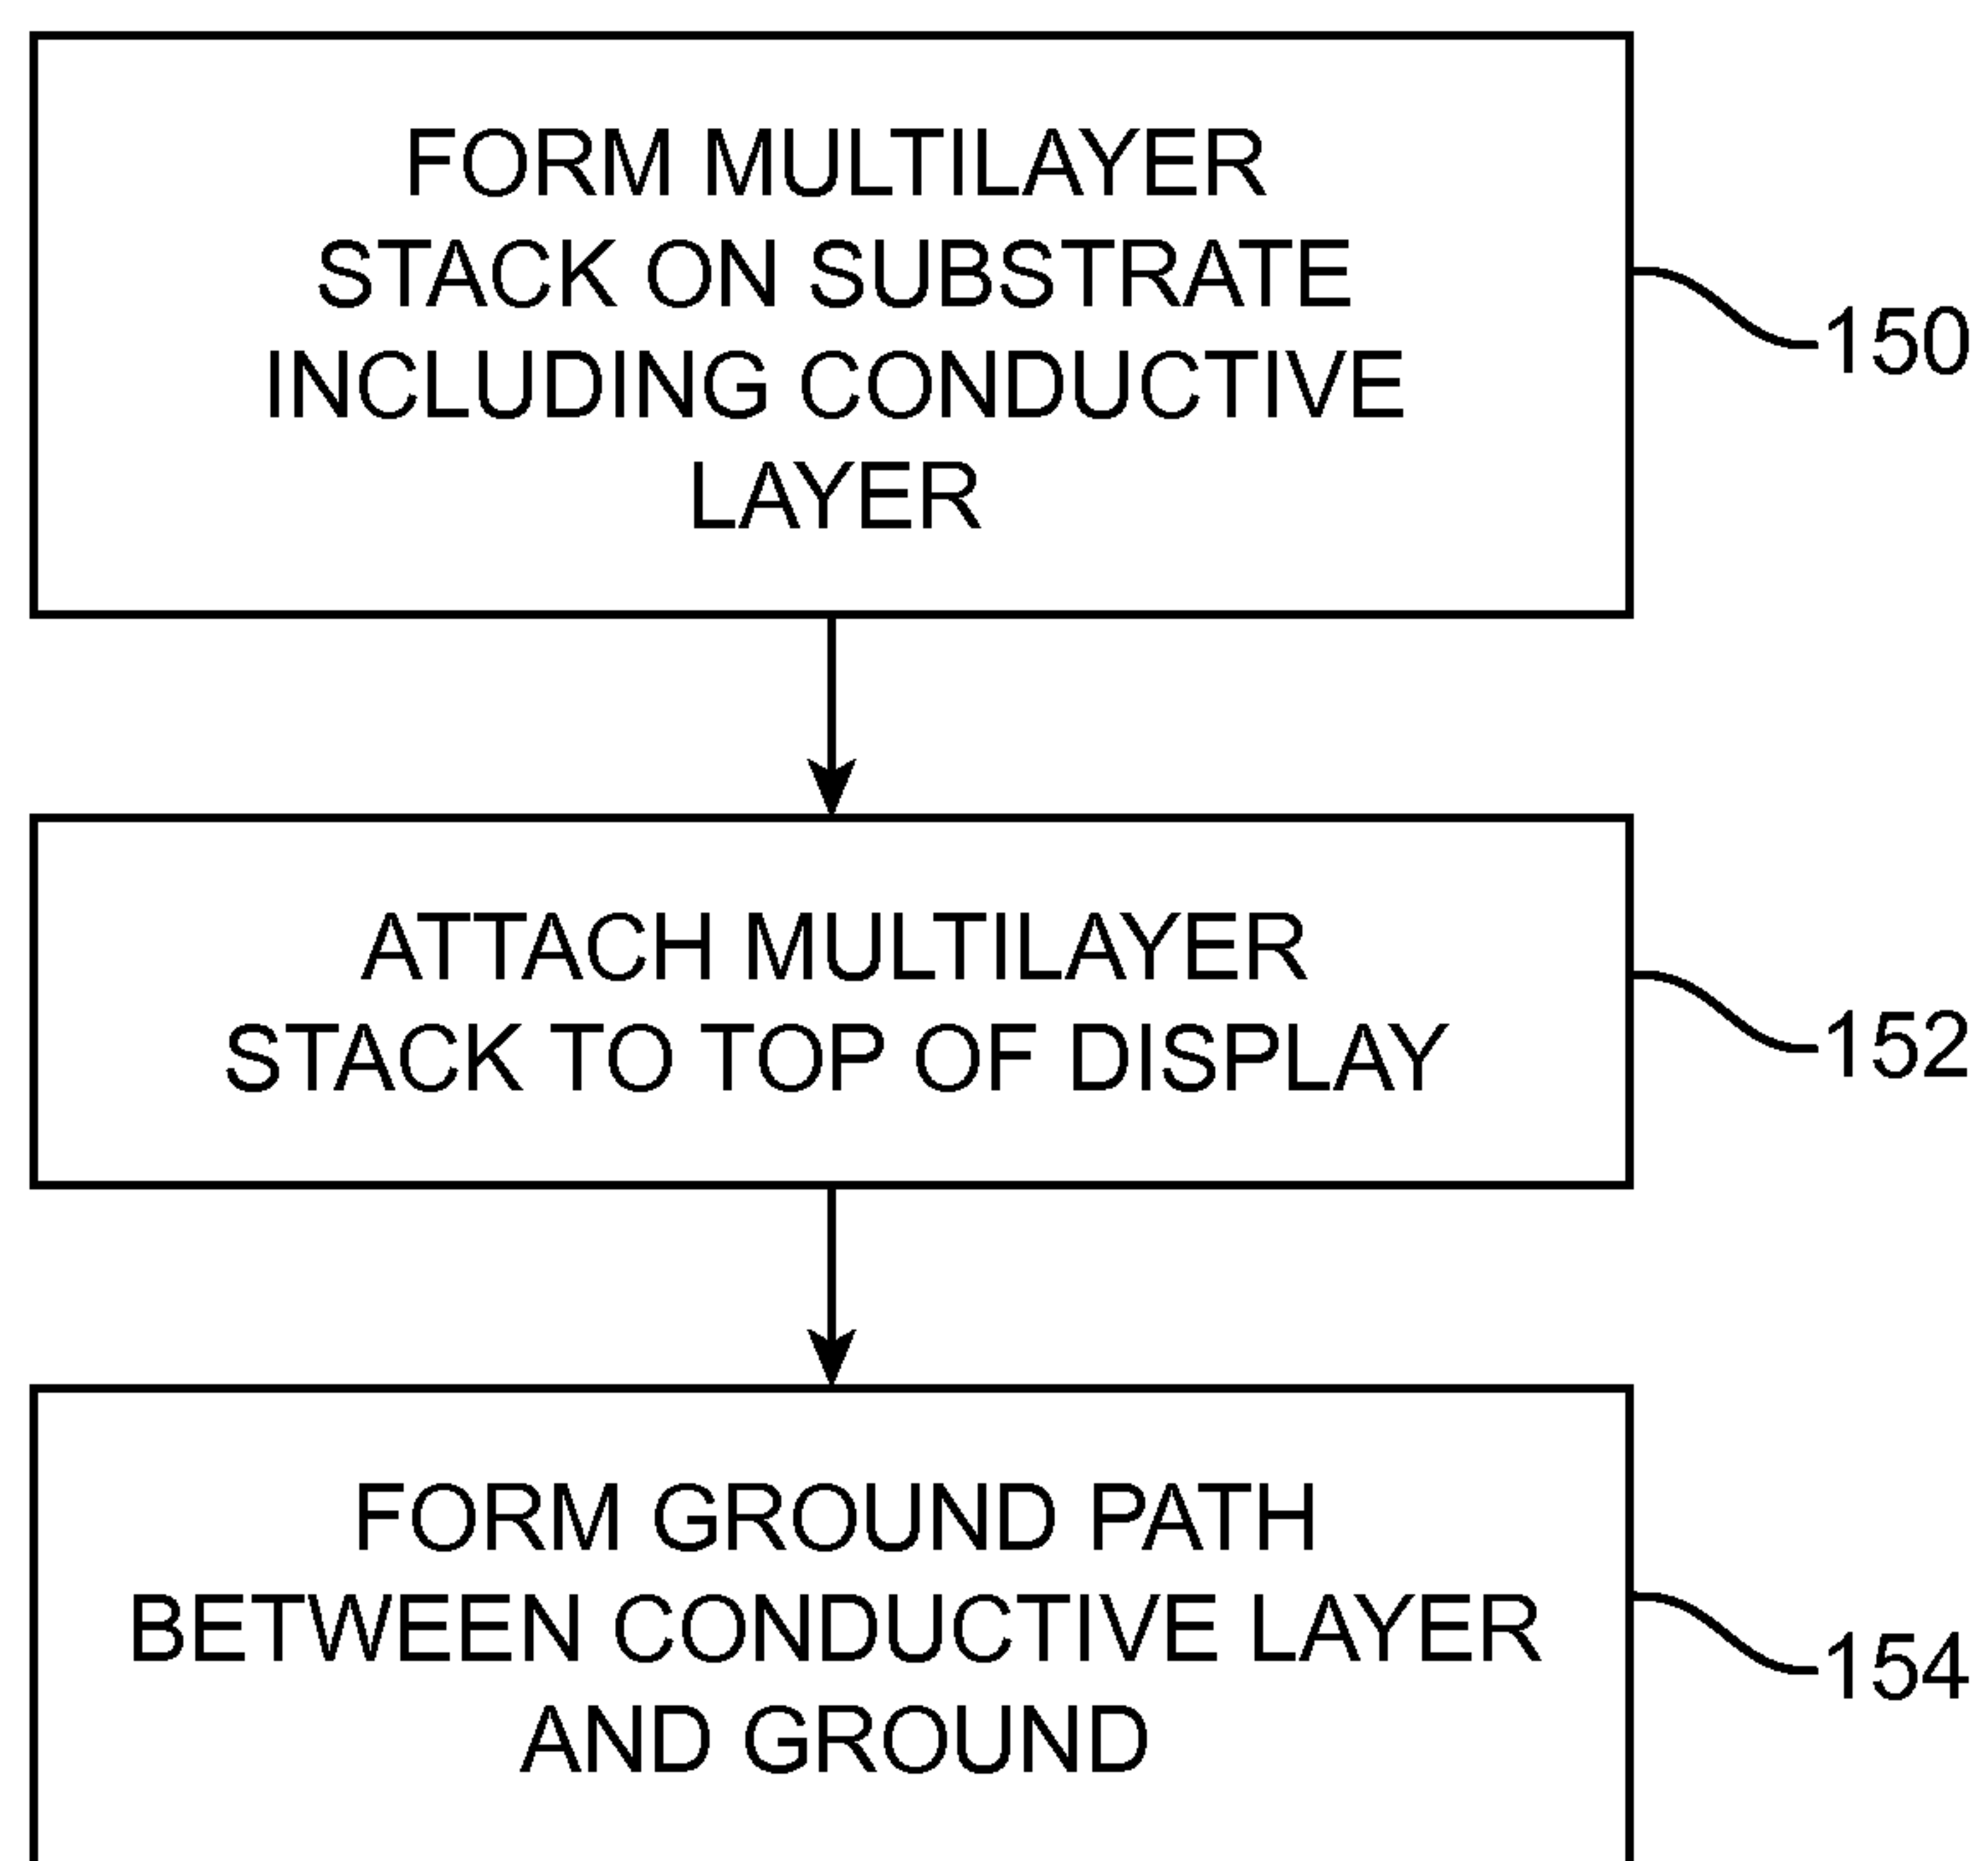 FORM MULTILAYER
STACK ON SUBSTRATE
INCLUDING CONDUCTIVE
LAYER
150
ATTACH MULTILAYER
STACK TO TOP OF DISPLAY
152
FORM GROUND PATH
BETWEEN CONDUCTIVE LAYER
AND GROUND
154